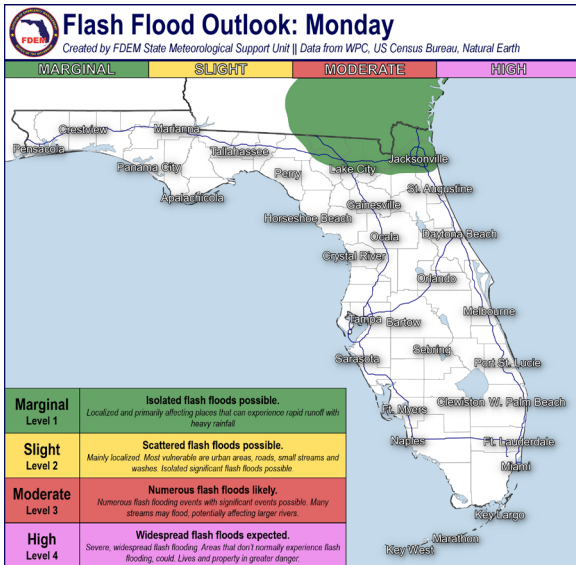 FDEM
Flash Flood Outlook: Monday
Created by FDEM State Meteorological Support Unit || Data from WPC, US Census Bureau, Natural Earth
MARGINAL SLIGHT MODERATE HIGH
Crestview
Marianna
Pensacola
Tallahassee
Jacksonville
Panama City
Perry
Lake City
Apalachicola
St. Augustine
Gainesville
Horseshoe Beach
Ocala
Daytona Beach
Crystal River
Orlando
Melbourne
Tampa
Bartow
Sebring
Sarasota
Port St. Lucie
Clewiston
W. Palm Beach
Ft. Myers
Naples
Ft. Lauderdale
Miami
Key Largo
Marathon
Key West
Marginal
Level 1
Isolated flash floods possible.
Localized and primarily affecting places that can experience rapid runoff with
heavy rainfall
Slight
Level 2
Scattered flash floods possible.
Mainly localized. Most vulnerable are urban areas, roads, small streams and
washes. Isolated significant flash floods possible
Moderate
Level 3
Numerous flash floods likely.
Numerous flash flooding events with significant events possible. Many
streams may flood, potentially affecting larger rivers.
High
Level 4
Widespread flash floods expected.
Severe, widespread flash flooding. Areas that don't normally experience flash
flooding, could. Lives and property in greater danger.